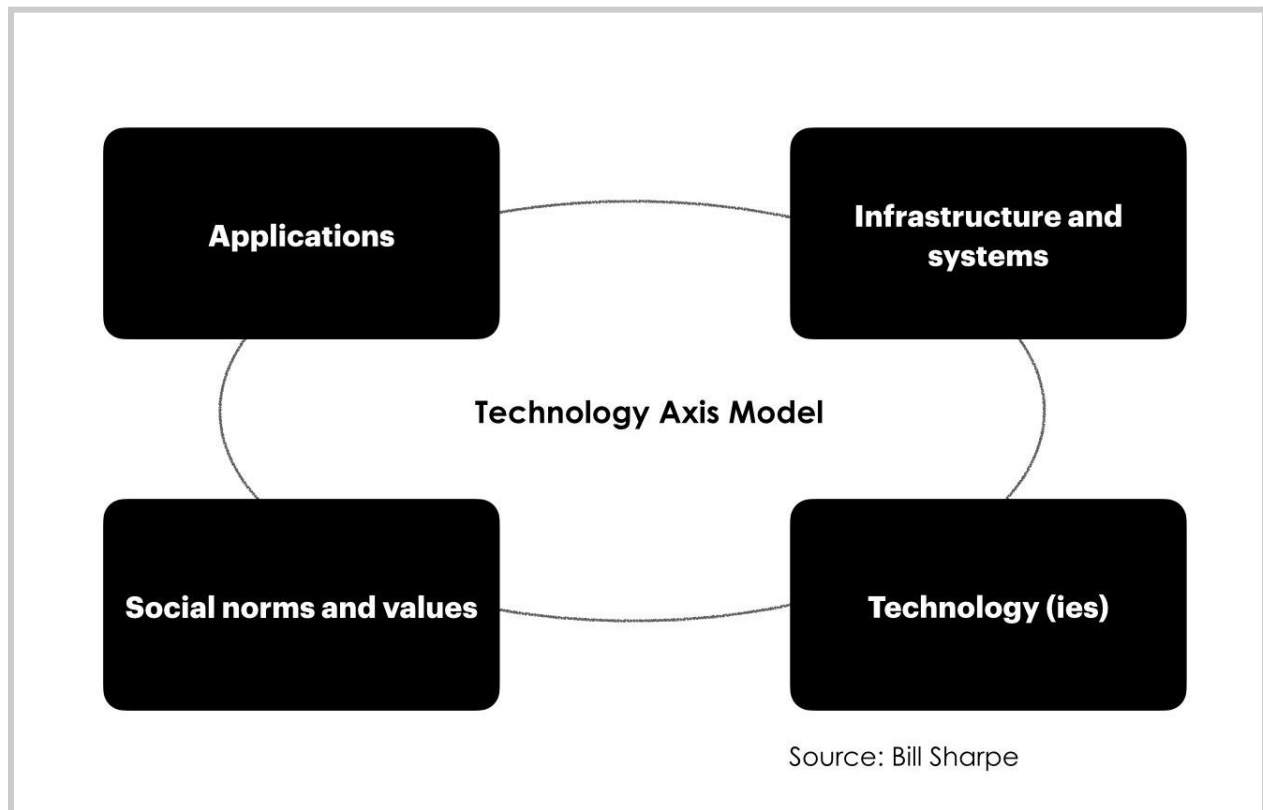 Applications
Infrastructure and
systems
Technology Axis Model
Social norms and values
Technology (ies)
Source: Bill Sharpe